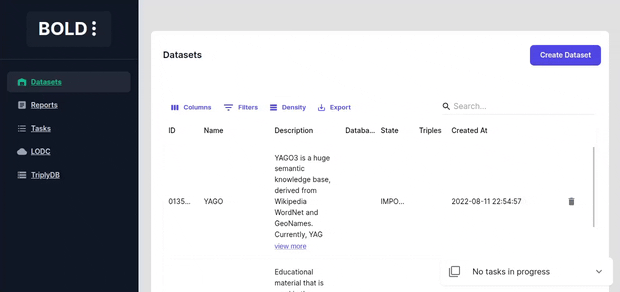 BOLD
Datasets
Reports
Tasks
LODC
TriplyDB
Datasets
Create Dataset
Columns Filters Density Export Search...
ID Name Description Databa... State Triples Created At
YAGO3 is a huge
semantic
knowledge base,
derived from
0135... YAGO Wikipedia IMPO... 2022-08-11 22:54:57
WordNet and
GeoNames.
Currently, YAG
view more
Educational
material that is
No tasks in progress